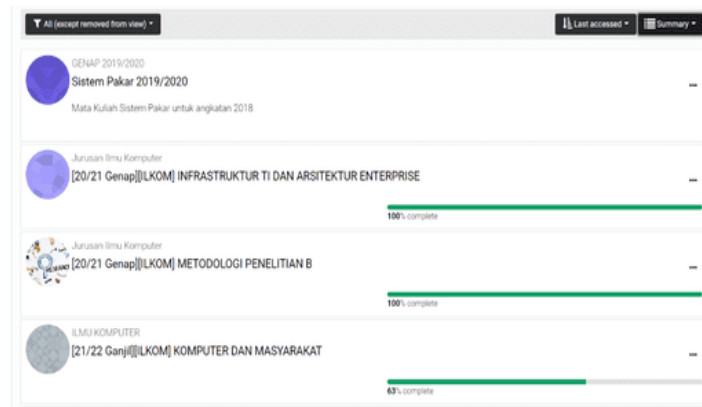 All (except removed from view)
Last accessed
Summary
GENAP 2019/2020
Sistem Pakar 2019/2020
Mata Kuliah Sistem Pakar untuk angkatan 2018
Jurusan Ilmu Komputer
[20/21 Genap][ILKOM] INFRASTRUKTUR TI DAN ARSITEKTUR ENTERPRISE
100% complete
Jurusan Ilmu Komputer
[20/21 Genap][ILKOM] METODOLOGI PENELITIAN B
100% complete
ILMU KOMPUTER
[21/22 Ganjil][ILKOM] KOMPUTER DAN MASYARAKAT
63% complete